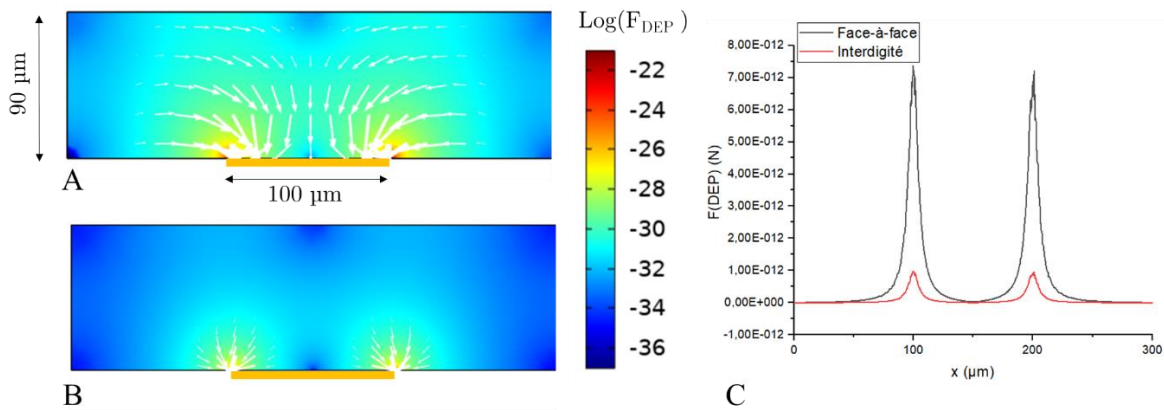 90 µm
A
100 µm
B
Log(F_DEP )
-22
-24
-26
-28
-30
-32
-34
-36
Face-à-face
Interdigité
8,00E-012
7,00E-012
6,00E-012
5,00E-012
4,00E-012
3,00E-012
2,00E-012
1,00E-012
0,00E+000
-1,00E-012
F(DEP) (N)
0
100
200
300
x (µm)
C